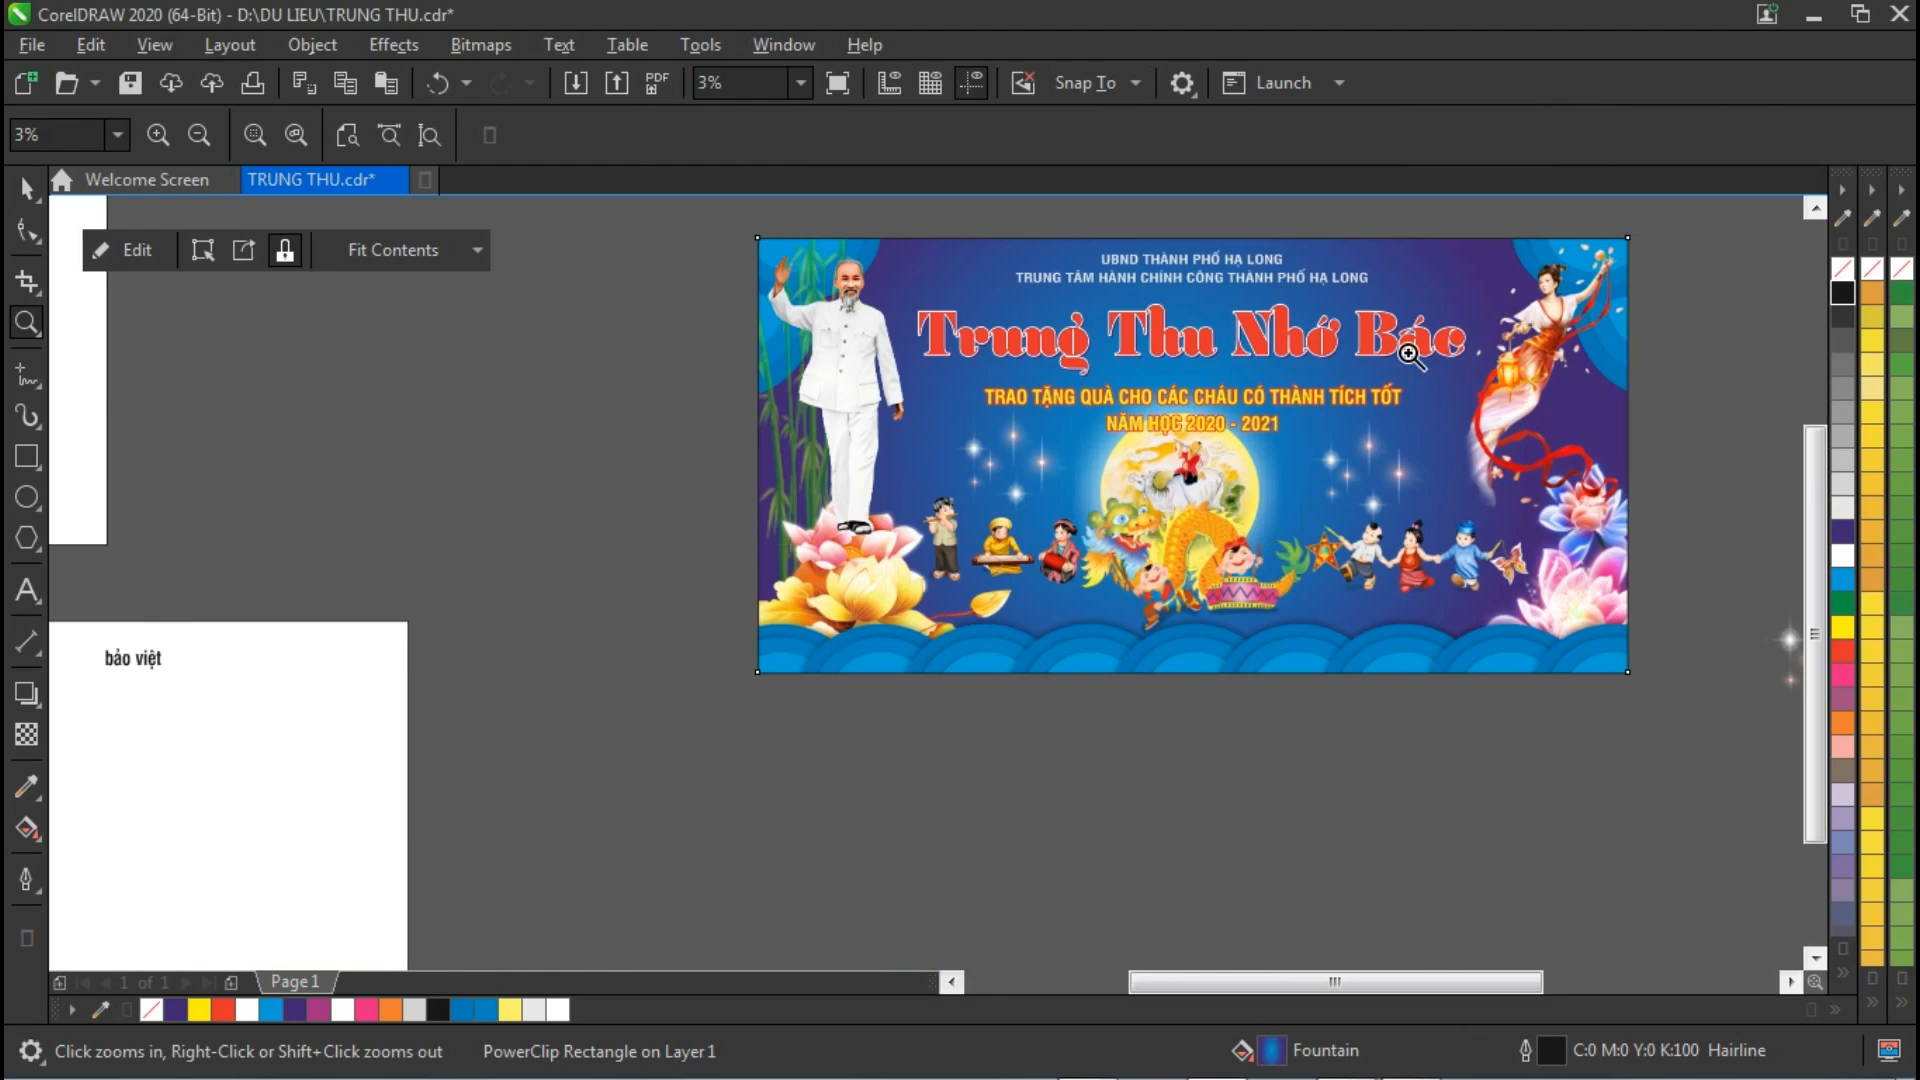 CorelDRAW 2020 (64-Bit) - D:\DU LIEU\TRUNG THU.cdr*
File Edit View Layout Object Effects Bitmaps Text Table Tools Window Help
PDF 3% Snap To Launch
3%
Welcome Screen TRUNG THU.cdr*
Edit Fit Contents
UBND THÀNH PHỐ HẠ LONG
TRUNG TÂM HÀNH CHÍNH CÔNG THÀNH PHỐ HẠ LONG
Trung Thu Nhớ Bác
TRAO TẶNG QUÀ CHO CÁC CHÁU CÓ THÀNH TÍCH TỐT
NĂM HỌC 2020 - 2021
bảo việt
1 of 1 Page 1
Click zooms in, Right-Click or Shift+Click zooms out PowerClip Rectangle on Layer 1 Fountain C:0 M:0 Y:0 K:100 Hairline